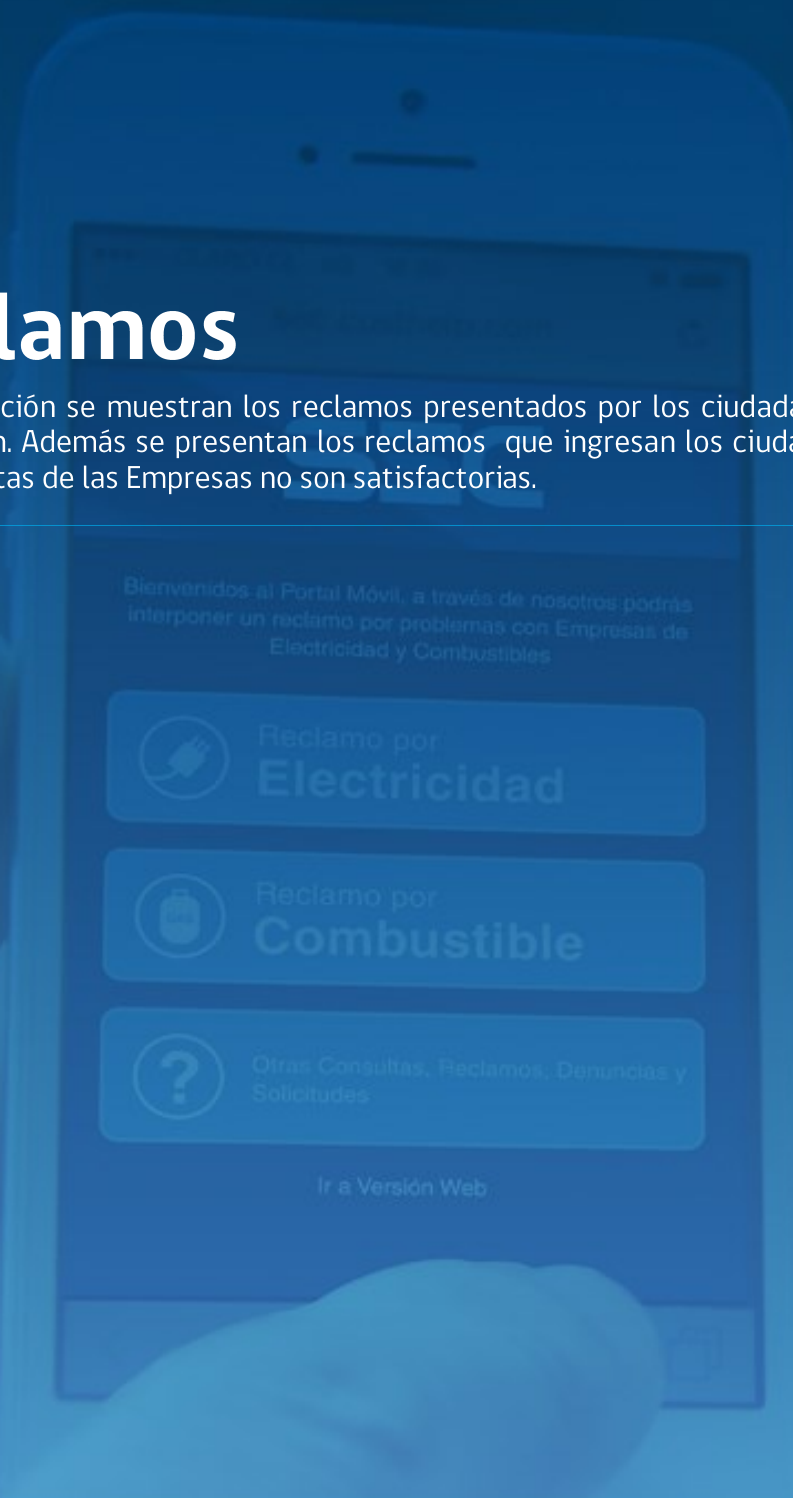 lamos
ción se muestran los reclamos presentados por los ciudada
n. Además se presentan los reclamos que ingresan los ciuda
tas de las Empresas no son satisfactorias.
SEC
Bienvenidos al Portal Móvil, a través de nosotros podrás
interponer un reclamo por problemas con Empresas de
Electricidad y Combustibles
Reclamo por
Electricidad
Reclamo por
Combustible
Otras Consultas, Reclamos, Denuncias y
Solicitudes
Ir a Versión Web